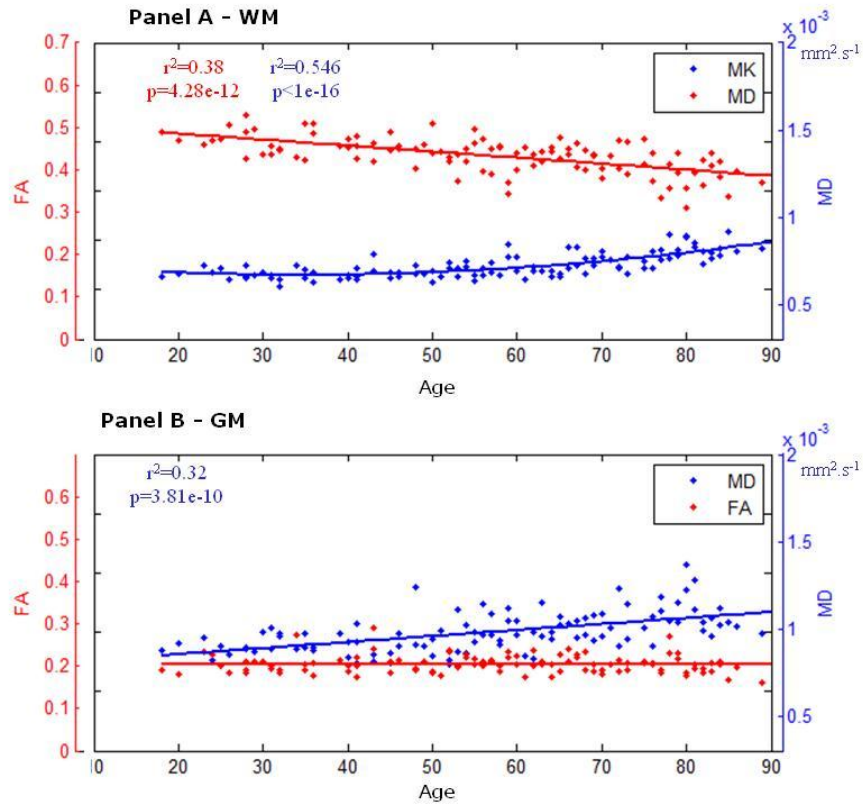 Panel A - WM
x 10⁻³
0.7
0.6
0.5
0.4
0.3
0.2
0.1
0
FA
r²=0.38
p=4.28e-12
r²=0.546
p<1e-16
MK
MD
2
1.5
1
0.5
mm².s⁻¹
MD
10 20 30 40 50 60 70 80 90
Age
Panel B - GM
x 10⁻³
0.6
0.5
0.4
0.3
0.2
0.1
0
FA
r²=0.32
p=3.81e-10
MD
FA
2
1.5
1
0.5
mm².s⁻¹
MD
10 20 30 40 50 60 70 80 90
Age